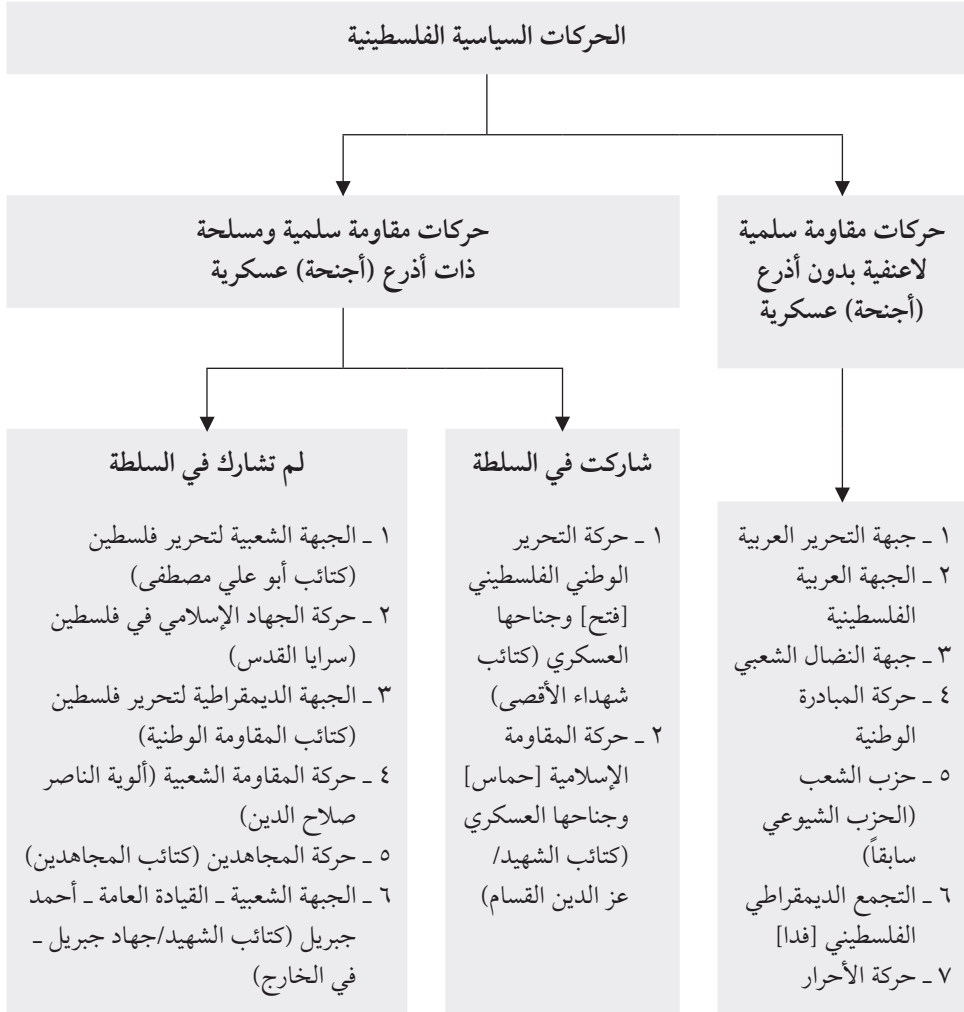 الحركات السياسية الفلسطينية
حركات مقاومة سلمية
لاعنفية بدون أذرع
(أجنحة) عسكرية
حركات مقاومة سلمية ومسلحة
ذات أذرع (أجنحة) عسكرية
١ ـ جبهة التحرير العربية
٢ ـ الجبهة العربية
الفلسطينية
٣ ـ جبهة النضال الشعبي
٤ ـ حركة المبادرة
الوطنية
٥ ـ حزب الشعب
(الحزب الشيوعي
سابقاً)
٦ ـ التجمع الديمقراطي
الفلسطيني [فدا]
٧ ـ حركة الأحرار
شاركت في السلطة
١ ـ حركة التحرير
الوطني الفلسطيني
[فتح] وجناحها
العسكري (كتائب
شهداء الأقصى)
٢ ـ حركة المقاومة
الإسلامية [حماس]
وجناحها العسكري
(كتائب الشهيد/
عز الدين القسام)
لم تشارك في السلطة
١ ـ الجبهة الشعبية لتحرير فلسطين
(كتائب أبو علي مصطفى)
٢ ـ حركة الجهاد الإسلامي في فلسطين
(سرايا القدس)
٣ ـ الجبهة الديمقراطية لتحرير فلسطين
(كتائب المقاومة الوطنية)
٤ ـ حركة المقاومة الشعبية (ألوية الناصر
صلاح الدين)
٥ ـ حركة المجاهدين (كتائب المجاهدين)
٦ ـ الجبهة الشعبية ـ القيادة العامة ـ أحمد
جبريل (كتائب الشهيد/جهاد جبريل ـ
في الخارج)